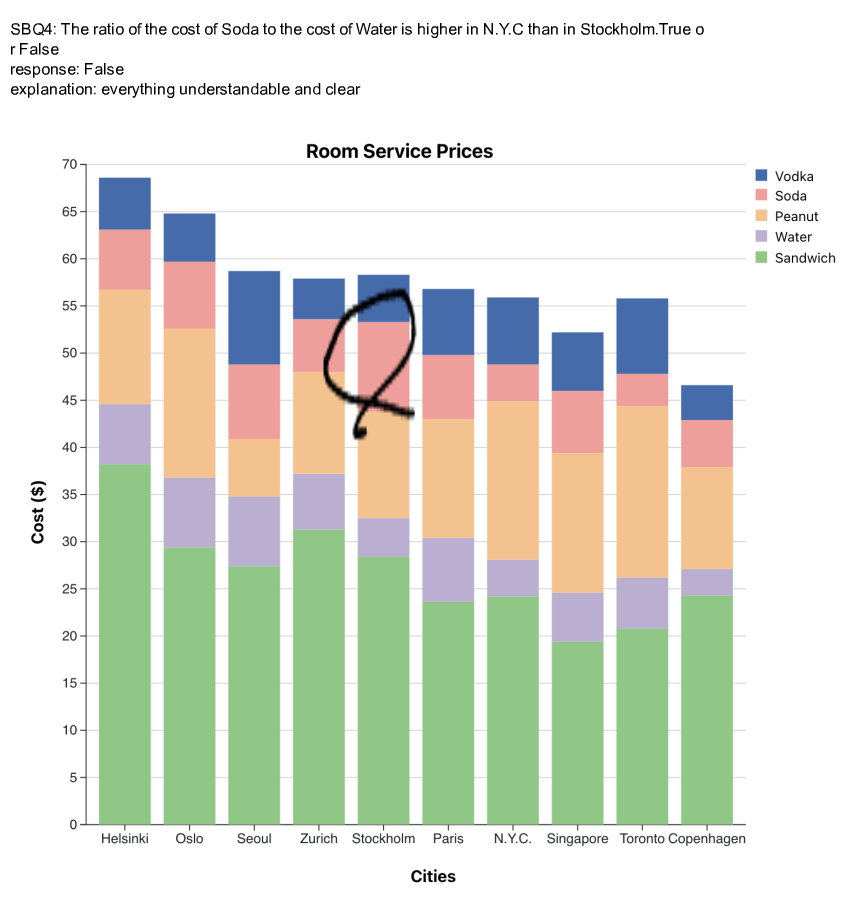 SBQ4: The ratio of the cost of Soda to the cost of Water is higher in N.Y.C than in Stockholm.True o
r False
response: False
explanation: everything understandable and clear
Room Service Prices
70
65
60
55
50
45
40
35
30
25
20
15
10
5
0
Cost ($)
Vodka
Soda
Peanut
Water
Sandwich
Helsinki Oslo Seoul Zurich Stockholm Paris N.Y.C. Singapore Toronto Copenhagen
Cities